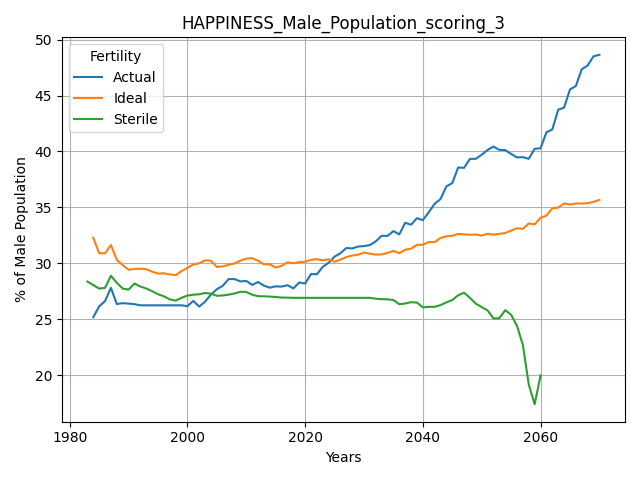 HAPPINESS_Male_Population_scoring_3
Fertility
Actual
Ideal
Sterile
% of Male Population
50
45
40
35
30
25
20
1980
2000
2020
2040
2060
Years